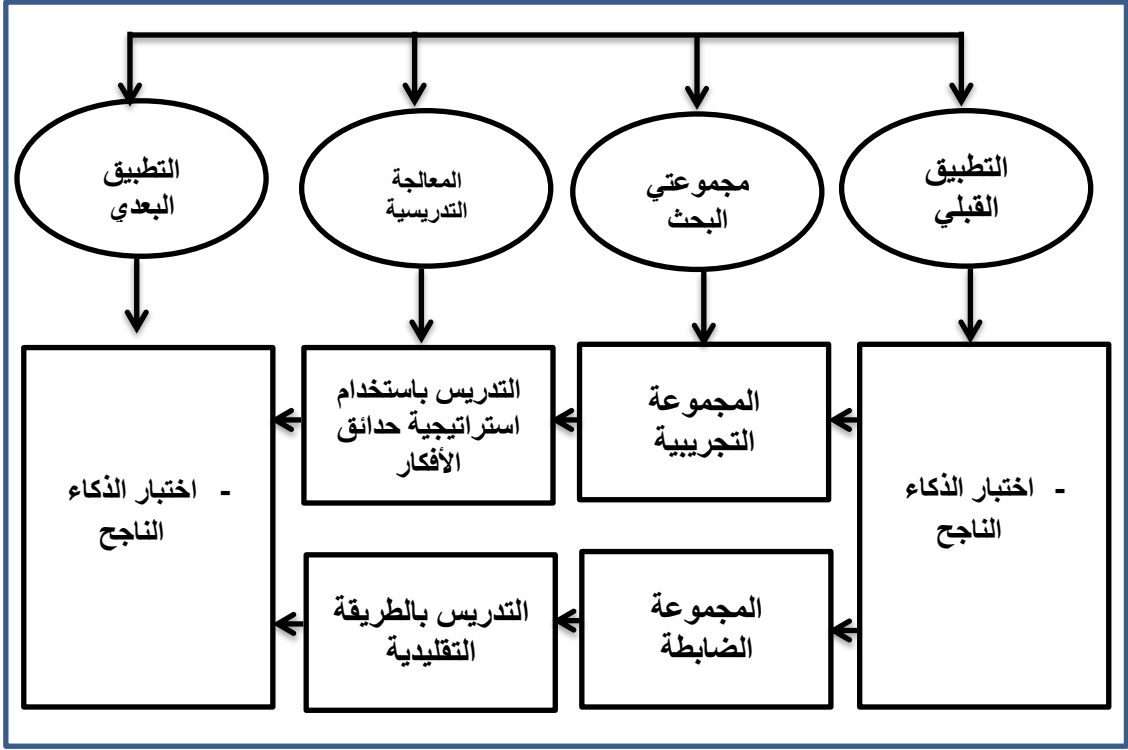 التطبيق
القبلي
مجموعتي
البحث
المعالجة
التدريسية
التطبيق
البعدي
- اختبار الذكاء
الناجح
المجموعة
التجريبية
التدريس باستخدام
استراتيجية حدائق
الأفكار
المجموعة
الضابطة
التدريس بالطريقة
التقليدية
- اختبار الذكاء
الناجح